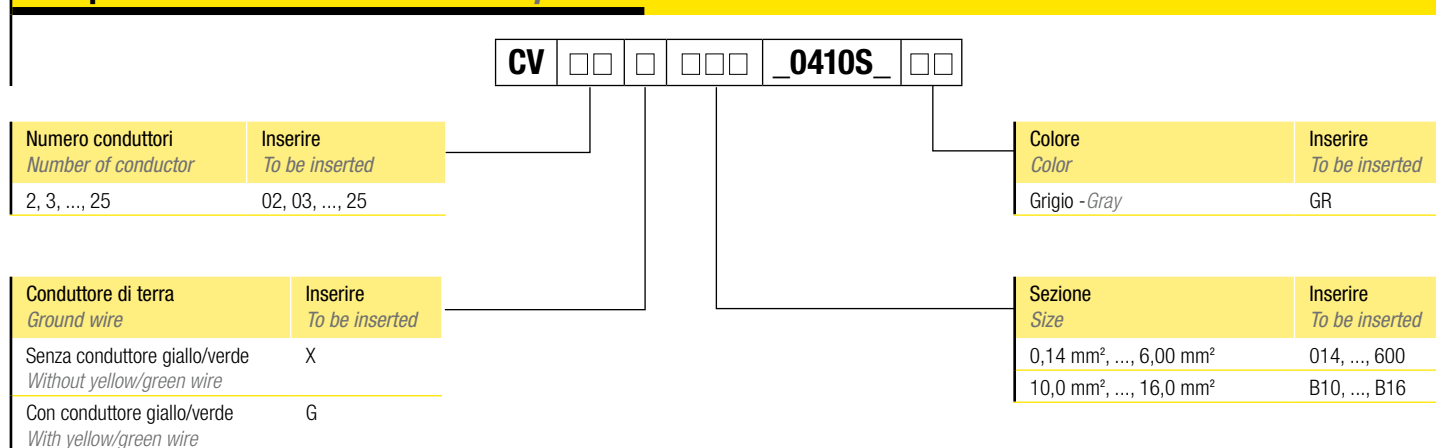 CV □□ □ □□□ _0410S_ □□
Numero conduttori Inserire
Number of conductor To be inserted
2, 3, ..., 25 02, 03, ..., 25
Colore Inserire
Color To be inserted
Grigio - Gray GR
Conduttore di terra Inserire
Ground wire To be inserted
Senza conduttore giallo/verde X
Without yellow/green wire
Con conduttore giallo/verde G
With yellow/green wire
Sezione Inserire
Size To be inserted
0,14 mm², ..., 6,00 mm² 014, ..., 600
10,0 mm², ..., 16,0 mm² B10, ..., B16